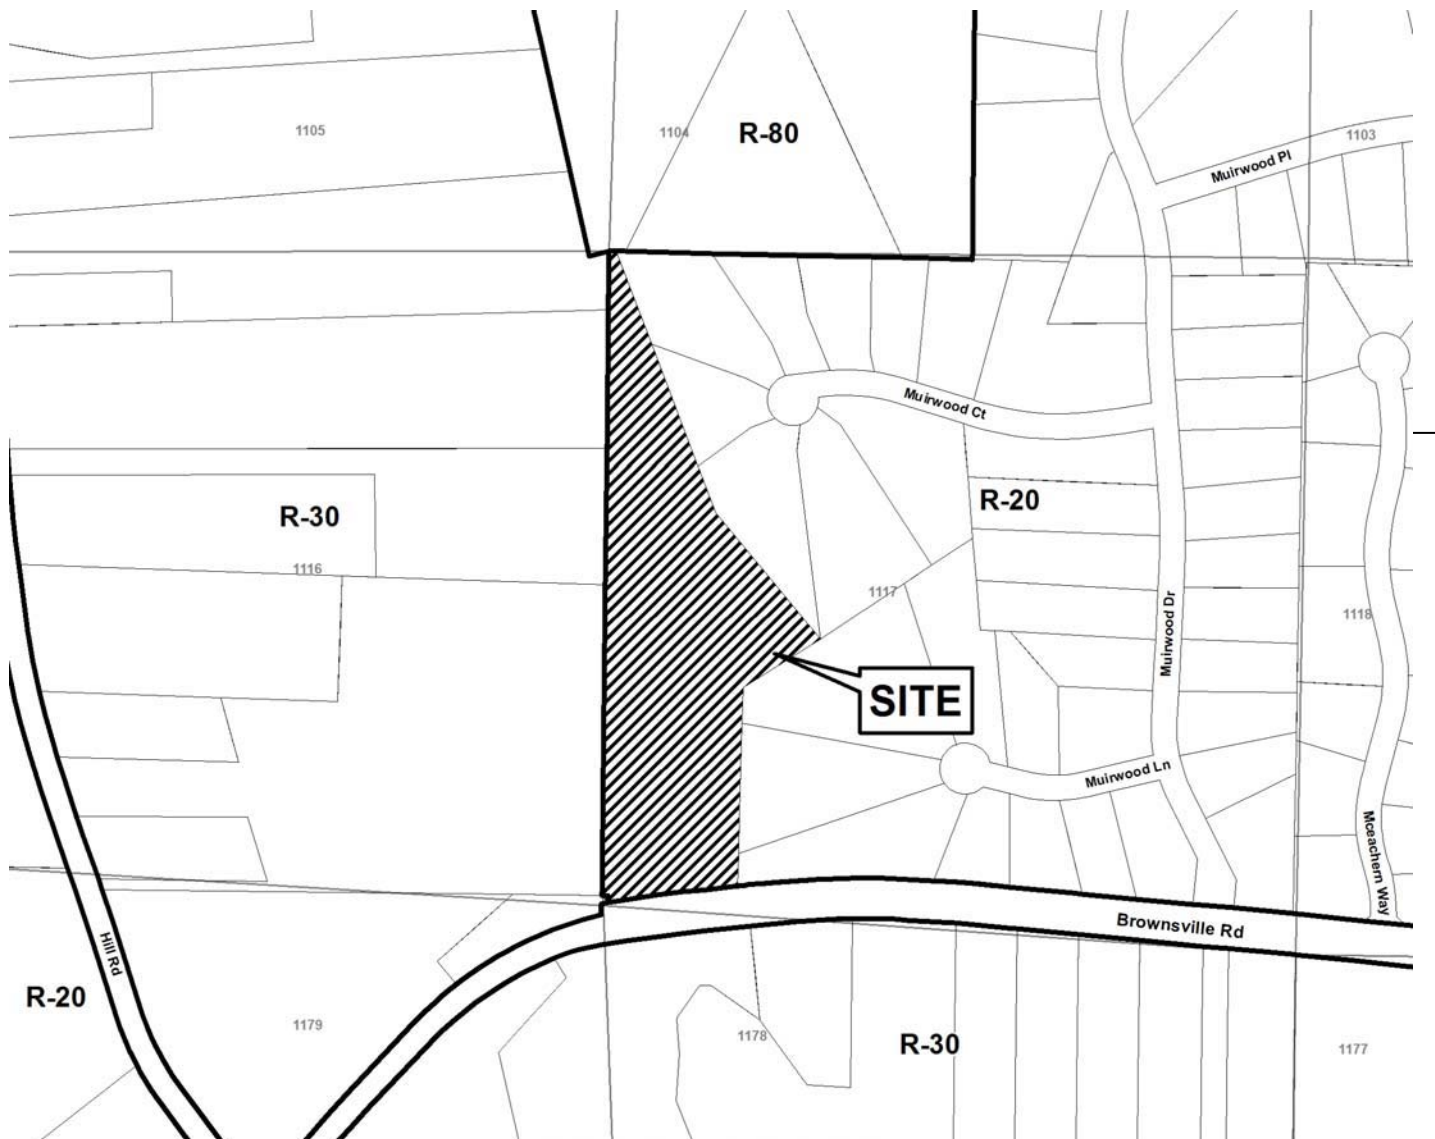 1105
1104
R-80
1103
Muirwood Pl
Muirwood Ct
R-30
R-20
1116
1117
1118
Muirwood Dr
SITE
Muirwood Ln
Mceachern Way
Brownsville Rd
Hill Rd
R-20
1179
1178
R-30
1177